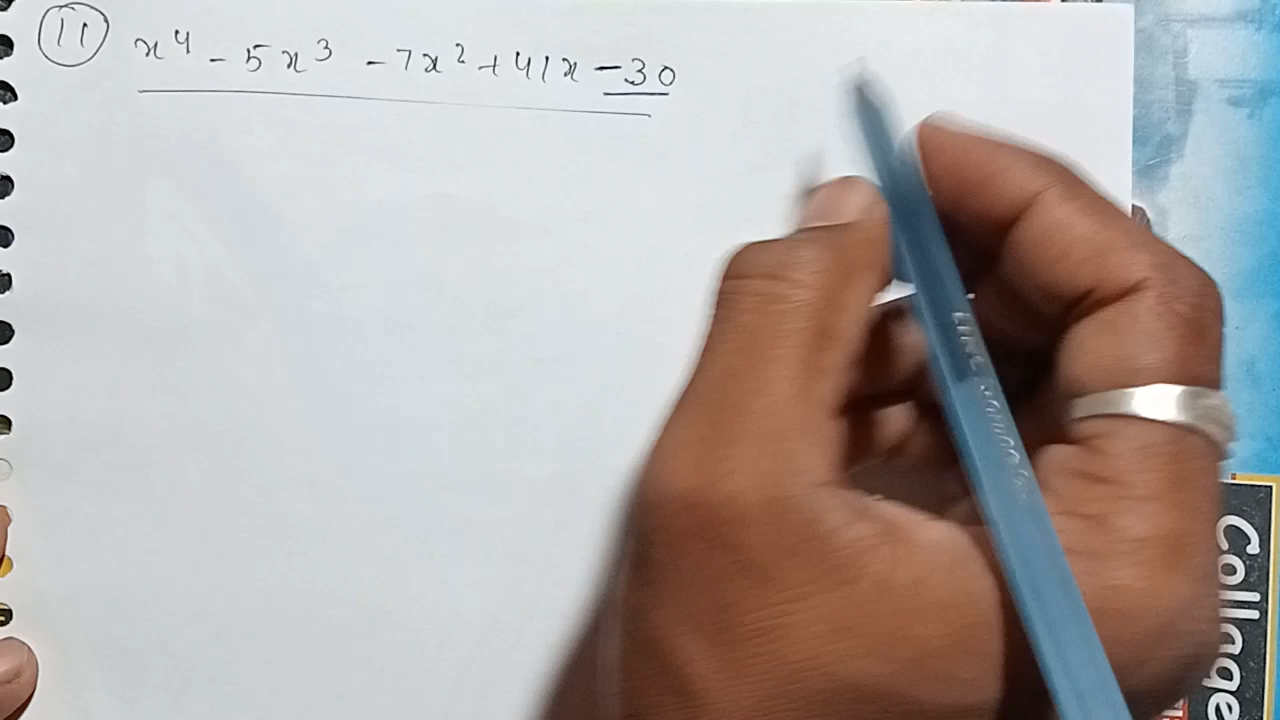 11 x⁴ - 5x³ - 7x² + 41x - 30
Collage